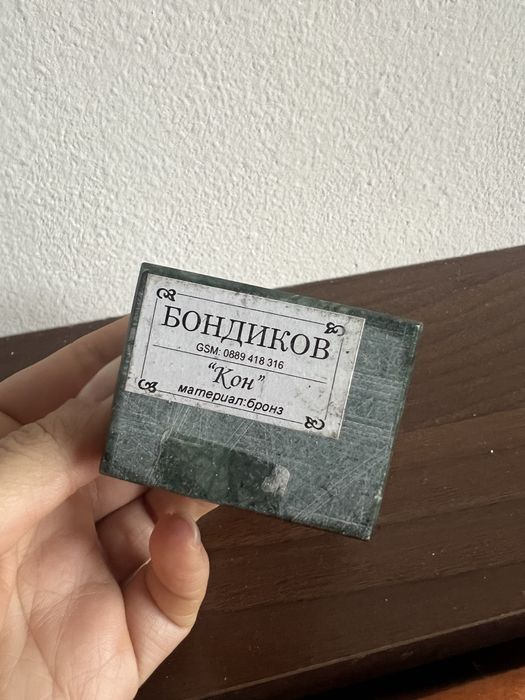 БОНДИКОВ
GSM: 0889 418 316
“Кон”
материал:бронз